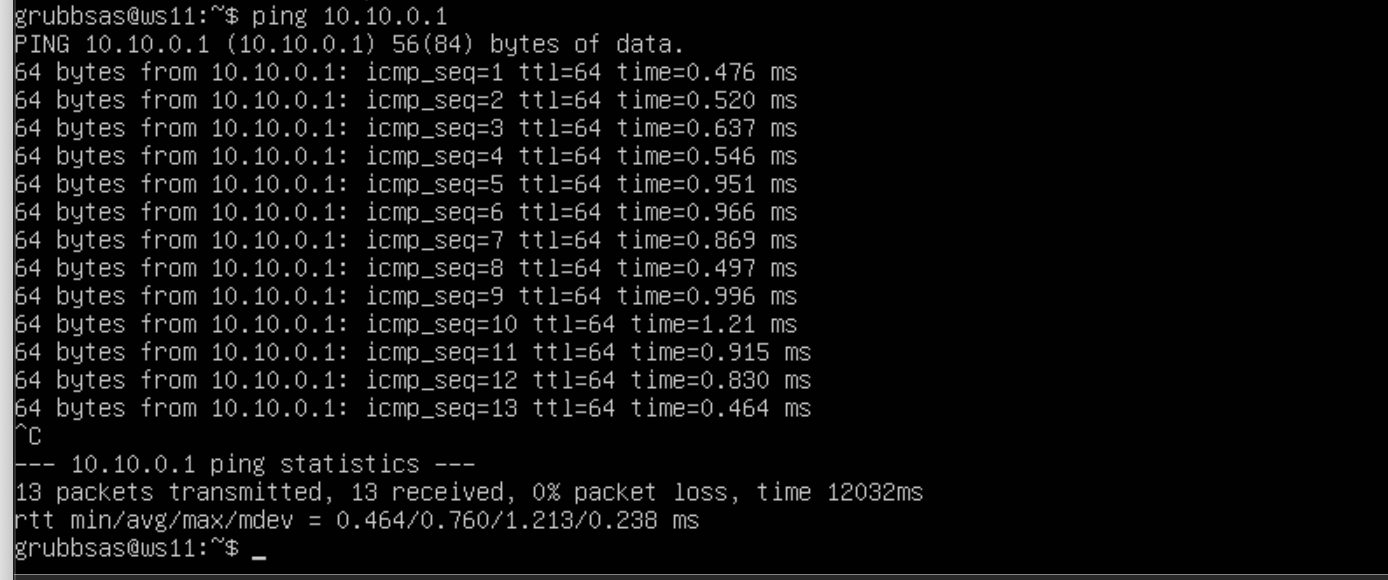 grubbsas@ws11:~$ ping 10.10.0.1
PING 10.10.0.1 (10.10.0.1) 56(84) bytes of data.
64 bytes from 10.10.0.1: icmp_seq=1 ttl=64 time=0.476 ms
64 bytes from 10.10.0.1: icmp_seq=2 ttl=64 time=0.520 ms
64 bytes from 10.10.0.1: icmp_seq=3 ttl=64 time=0.637 ms
64 bytes from 10.10.0.1: icmp_seq=4 ttl=64 time=0.546 ms
64 bytes from 10.10.0.1: icmp_seq=5 ttl=64 time=0.951 ms
64 bytes from 10.10.0.1: icmp_seq=6 ttl=64 time=0.966 ms
64 bytes from 10.10.0.1: icmp_seq=7 ttl=64 time=0.869 ms
64 bytes from 10.10.0.1: icmp_seq=8 ttl=64 time=0.497 ms
64 bytes from 10.10.0.1: icmp_seq=9 ttl=64 time=0.996 ms
64 bytes from 10.10.0.1: icmp_seq=10 ttl=64 time=1.21 ms
64 bytes from 10.10.0.1: icmp_seq=11 ttl=64 time=0.915 ms
64 bytes from 10.10.0.1: icmp_seq=12 ttl=64 time=0.830 ms
64 bytes from 10.10.0.1: icmp_seq=13 ttl=64 time=0.464 ms
^C
--- 10.10.0.1 ping statistics ---
13 packets transmitted, 13 received, 0% packet loss, time 12032ms
rtt min/avg/max/mdev = 0.464/0.760/1.213/0.238 ms
grubbsas@ws11:~$ _